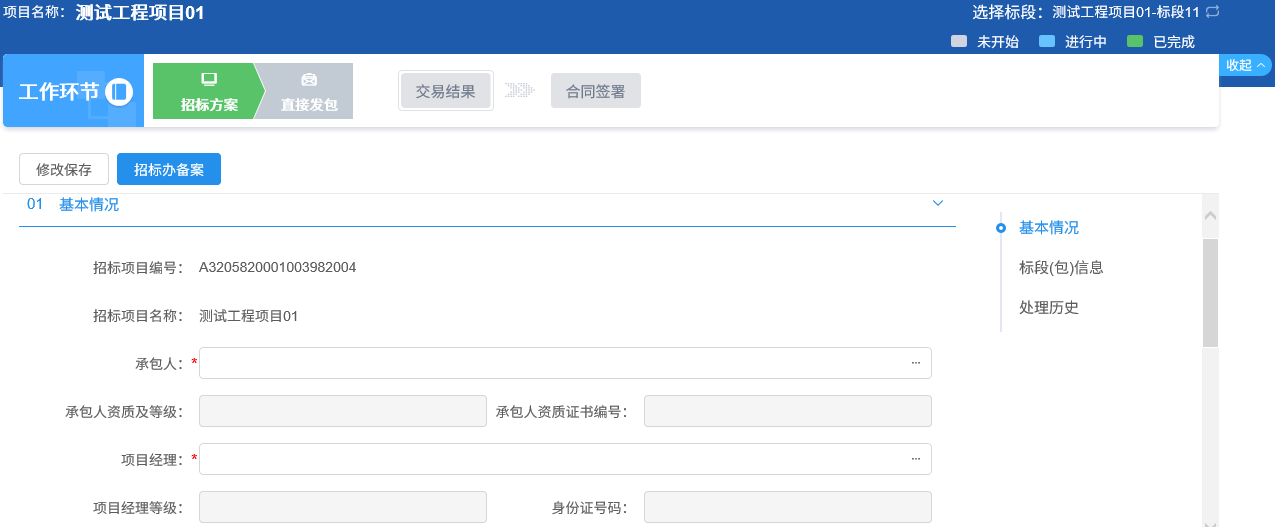 项目名称： 测试工程项目01
选择标段：测试工程项目01-标段11
未开始 进行中 已完成
收起
工作环节
招标方案 直接发包
交易结果 合同签署
修改保存 招标办备案
01 基本情况
基本情况
标段(包)信息
处理历史
招标项目编号： A3205820001003982004
招标项目名称： 测试工程项目01
承包人：*
承包人资质及等级： 承包人资质证书编号：
项目经理：*
项目经理等级： 身份证号码：